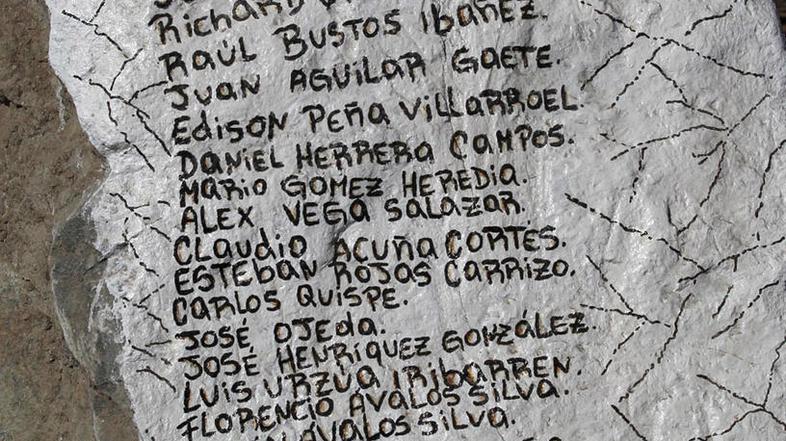 Richard
RAÚL BUSTOS IbAÑEZ.
JUAN AGUILAR GAETE.
EdisON PEÑA VILLARROEL.
DANIEL HERRERA CAMPOS.
MARIO GOMEZ HEREDIA.
ALEX VEGA SALAZAR.
CLaudIO ACUÑA CORTES.
ESTEBAN ROJAS CARRIZO.
CARLOS QUISPE.
JOSÉ OJEdA.
JOSÉ HENRIQUEZ GONZÁLEZ.
LUIS URZUA IRIbARREN.
FLORENCIO AVALOS SILVA.
AVALOS SILVA.